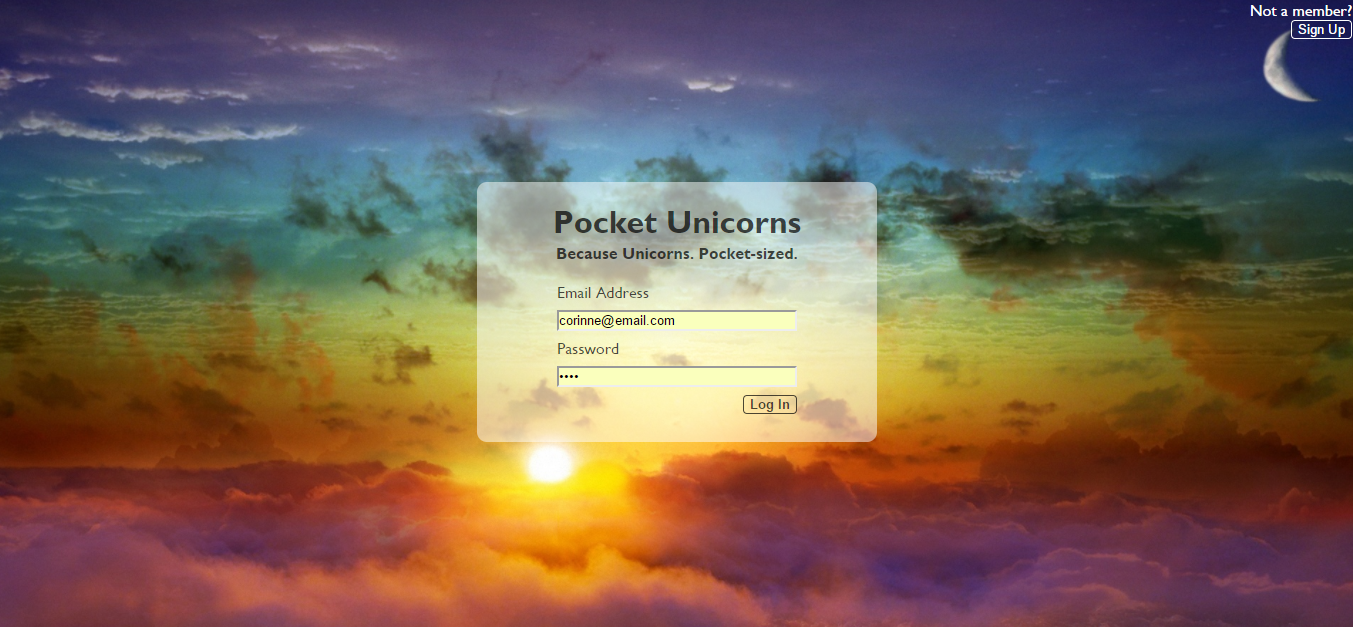 Not a member?
Sign Up
Pocket Unicorns
Because Unicorns. Pocket-sized.
Email Address
corinne@email.com
Password
••••
Log In